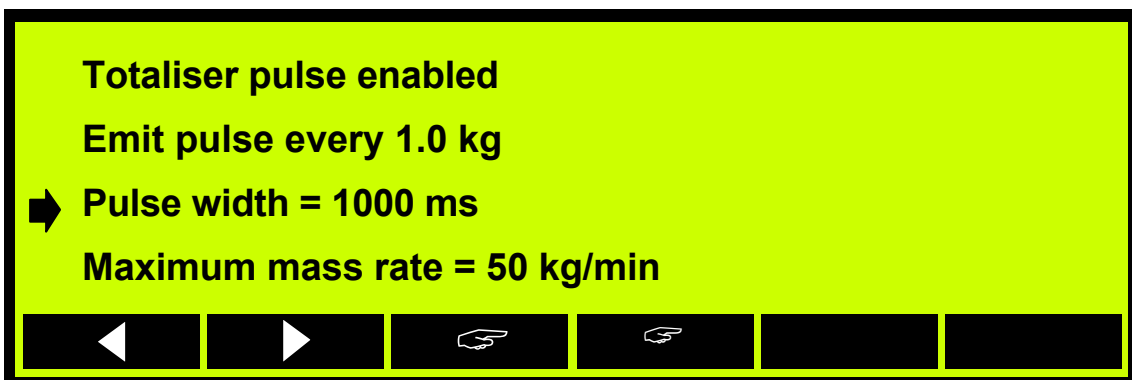 Totaliser pulse enabled
Emit pulse every 1.0 kg
Pulse width = 1000 ms
Maximum mass rate = 50 kg/min